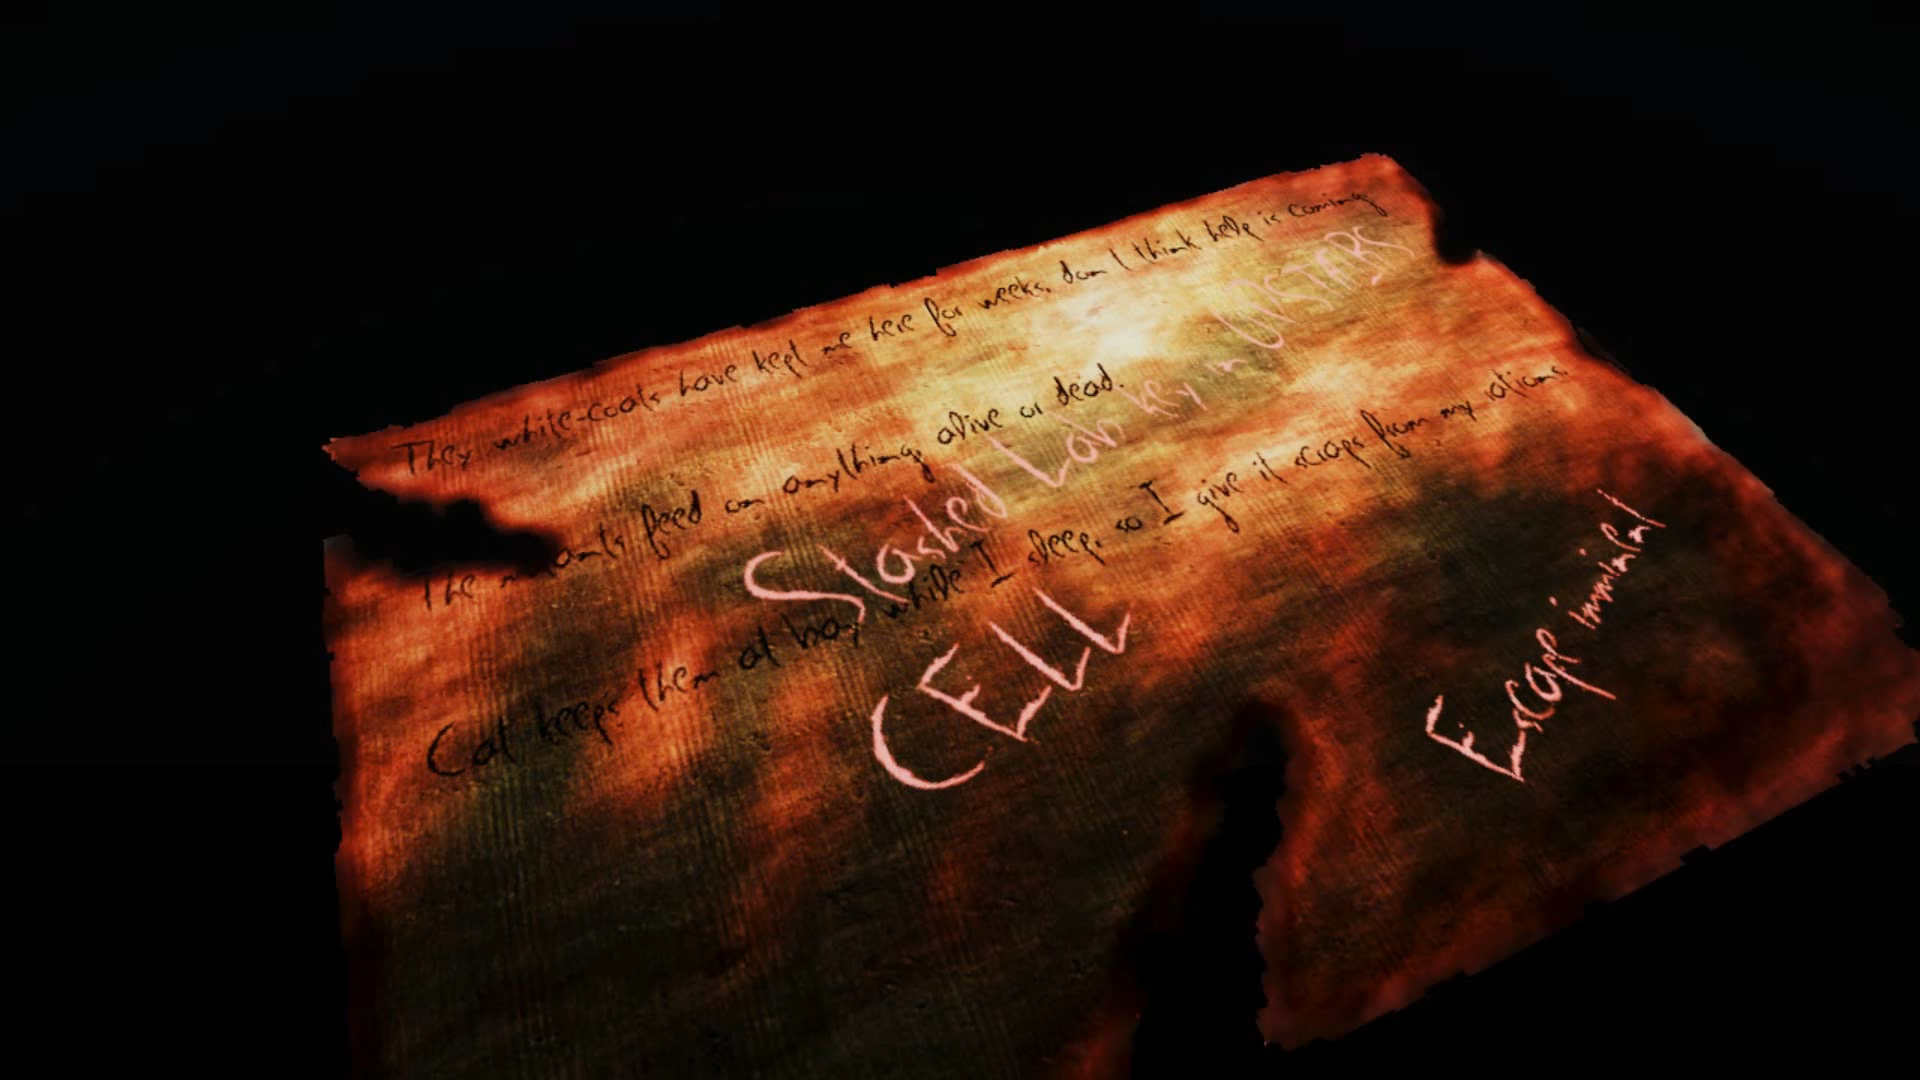 They white-coats have kept me here for weeks. don t think help is coming.
The feed on anything, alive or dead.
Cat keeps them at bay while I sleep, so I give it scraps from my rations.
Stashed Lab key in UPSTAIRS
CELL
Escape imminent